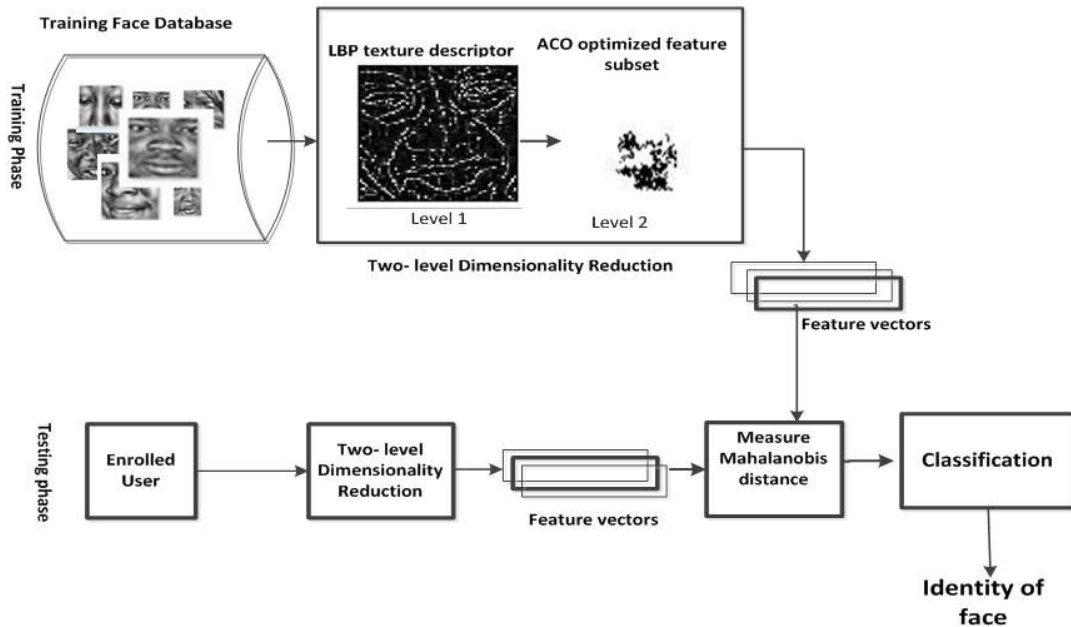 Training Face Database
Training Phase
LBP texture descriptor
ACO optimized feature
subset
Level 1
Level 2
Two- level Dimensionality Reduction
Feature vectors
Testing phase
Enrolled
User
Two- level
Dimensionality
Reduction
Feature vectors
Measure
Mahalanobis
distance
Classification
Identity of
face